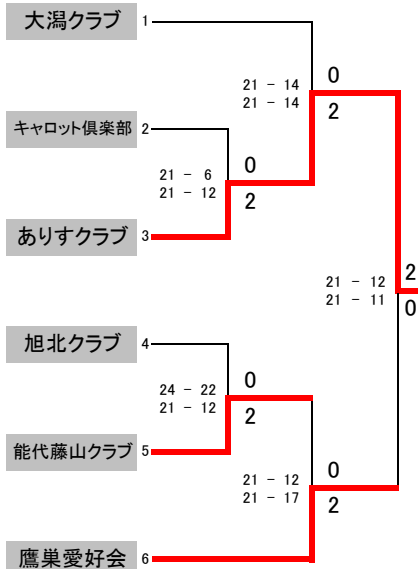 大潟クラブ 1
21 - 14
21 - 14
0
2
キャロット倶楽部 2
21 - 6
21 - 12
0
2
ありすクラブ 3
21 - 12
21 - 11
2
0
旭北クラブ 4
24 - 22
21 - 12
0
2
能代藤山クラブ 5
21 - 12
21 - 17
0
2
鷹巣愛好会 6